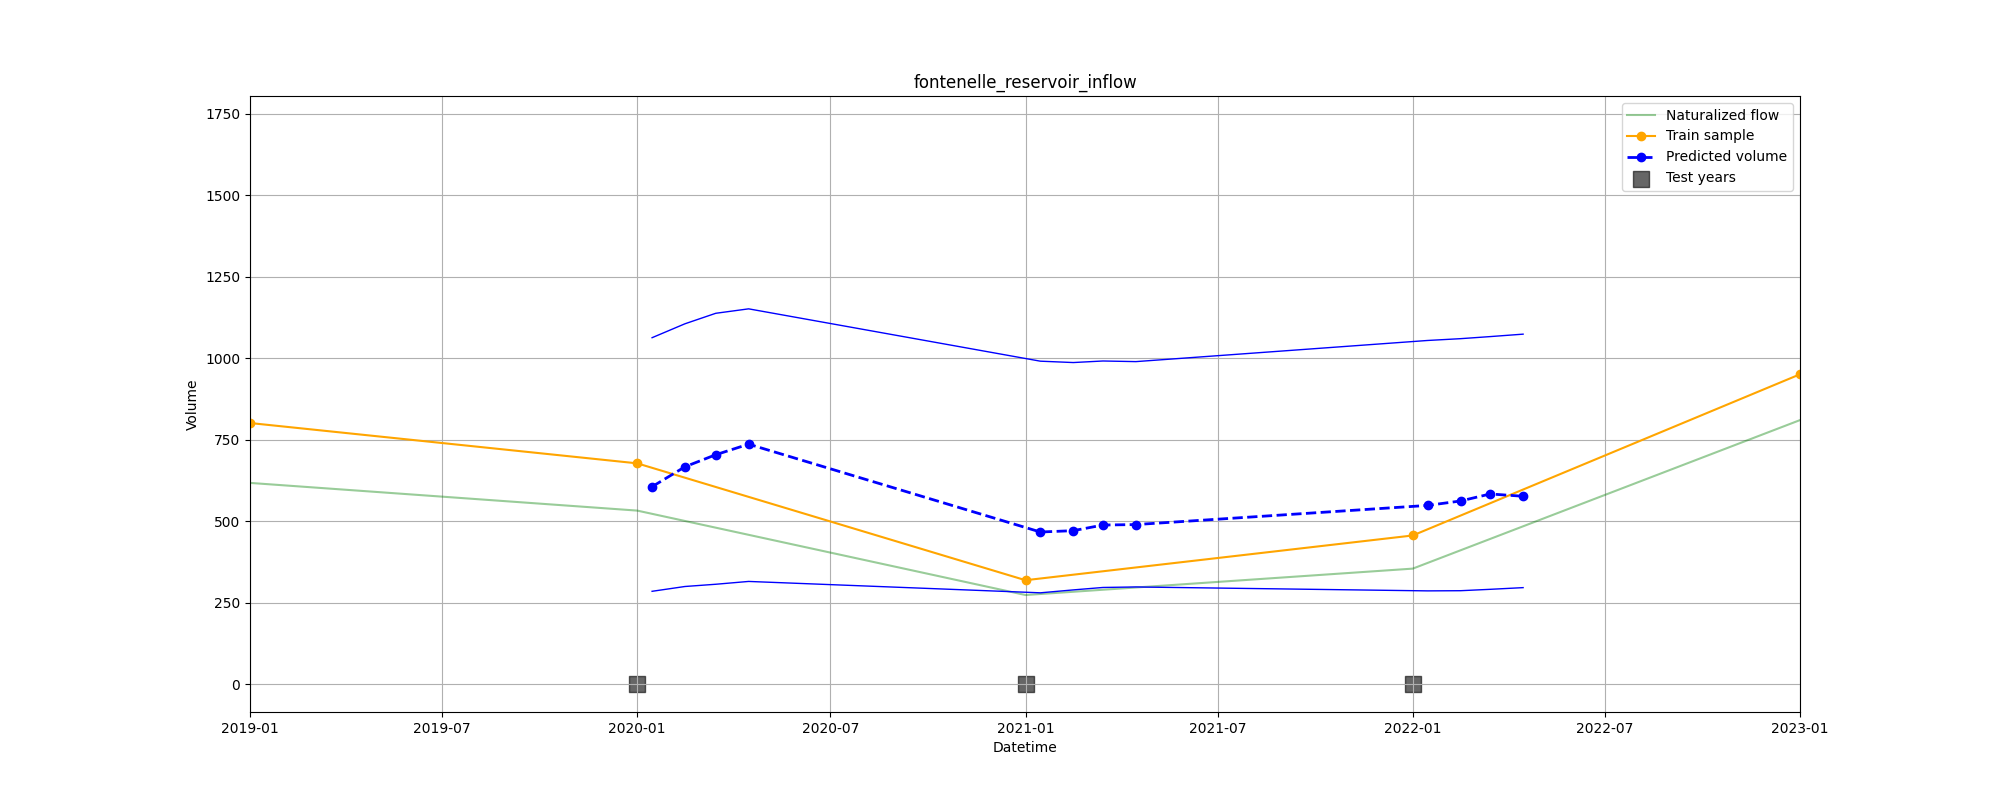 fontenelle_reservoir_inflow
1750
1500
1250
1000
750
500
250
0
Volume
Naturalized flow
Train sample
Predicted volume
Test years
2019-01 2019-07 2020-01 2020-07 2021-01 2021-07 2022-01 2022-07 2023-01
Datetime